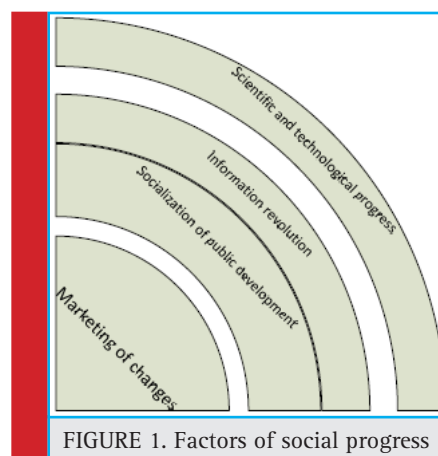 Scientific and technological progress
Information revolution
Socialization of public development
Marketing of changes
FIGURE 1. Factors of social progress